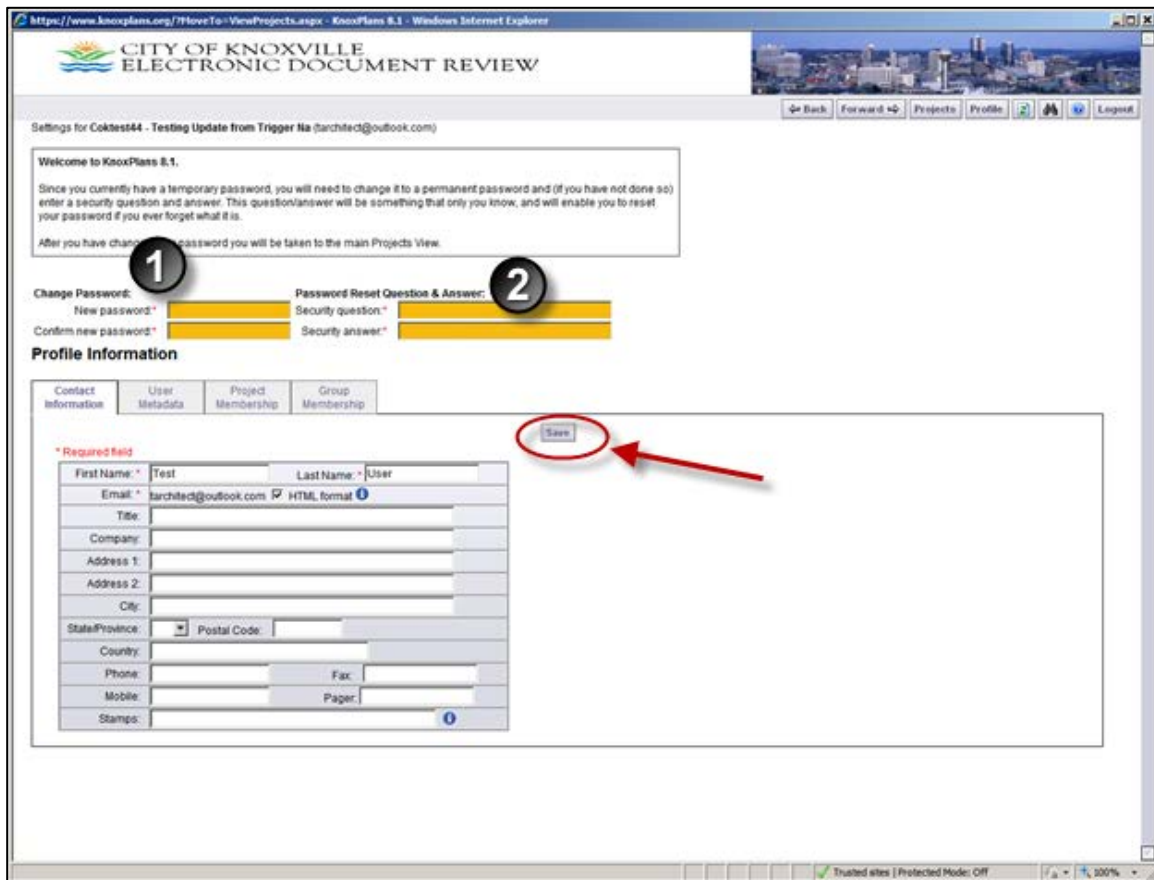 https://www.knoxplans.org/?MoveTo=ViewProjects.aspx - KnoxPlans 8.1 - Windows Internet Explorer
CITY OF KNOXVILLE
ELECTRONIC DOCUMENT REVIEW
Back Forward Projects Profile Logout
Settings for Coktest44 - Testing Update from Trigger Na (tarchitect@outlook.com)
Welcome to KnoxPlans 8.1.
Since you currently have a temporary password, you will need to change it to a permanent password and (if you have not done so)
enter a security question and answer. This question/answer will be something that only you know, and will enable you to reset
your password if you ever forget what it is.
After you have password you will be taken to the main Projects View.
1
2
Change Password: Password Reset Question & Answer:
New password:* Security question:*
Confirm new password:* Security answer:*
Profile Information
Contact Information User Metadata Project Membership Group Membership
Save
* Required field
First Name: * Test Last Name: * User
Email: * tarchitect@outlook.com HTML format
Title:
Company:
Address 1:
Address 2:
City:
State/Province: Postal Code:
Country:
Phone: Fax:
Mobile: Pager:
Stamps:
Trusted sites | Protected Mode: Off 100%